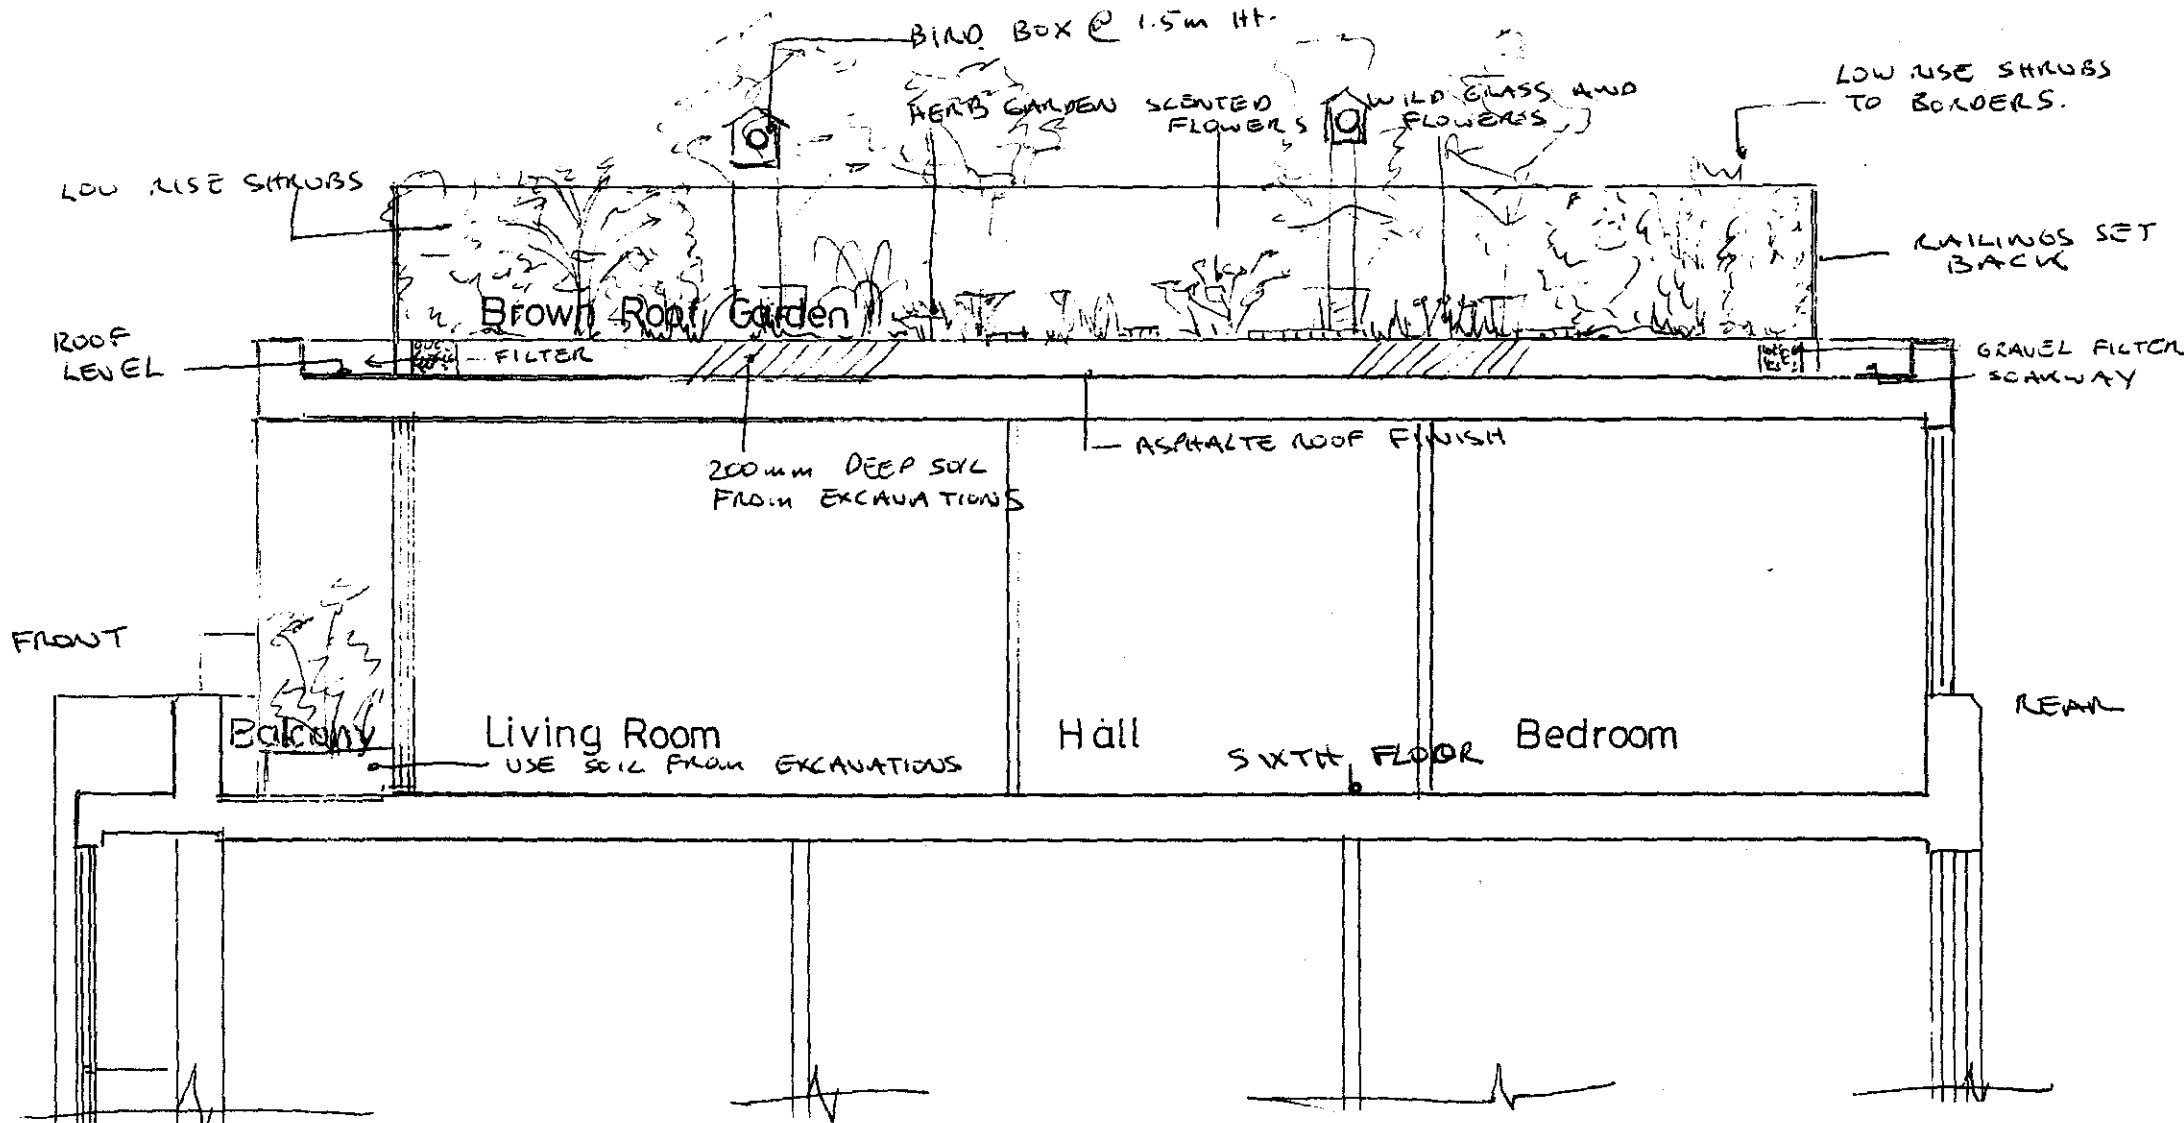 BIRD BOX @ 1.5m Ht.
HERB GARDEN
SCENTED
FLOWERS
WILD GRASS AND
FLOWERS
LOW RISE SHRUBS
TO BORDERS.
LOW RISE SHRUBS
RAILINGS SET
BACK
Brown Roof Garden
ROOF
LEVEL
FILTER
GRAVEL FILTER
SOAKWAY
ASPHALTE ROOF FINISH
200mm DEEP SOIL
FROM EXCAVATIONS
FRONT
REAR
Balcony
Living Room
Hall
Bedroom
USE SOIL FROM EXCAVATIONS
SIXTH FLOOR